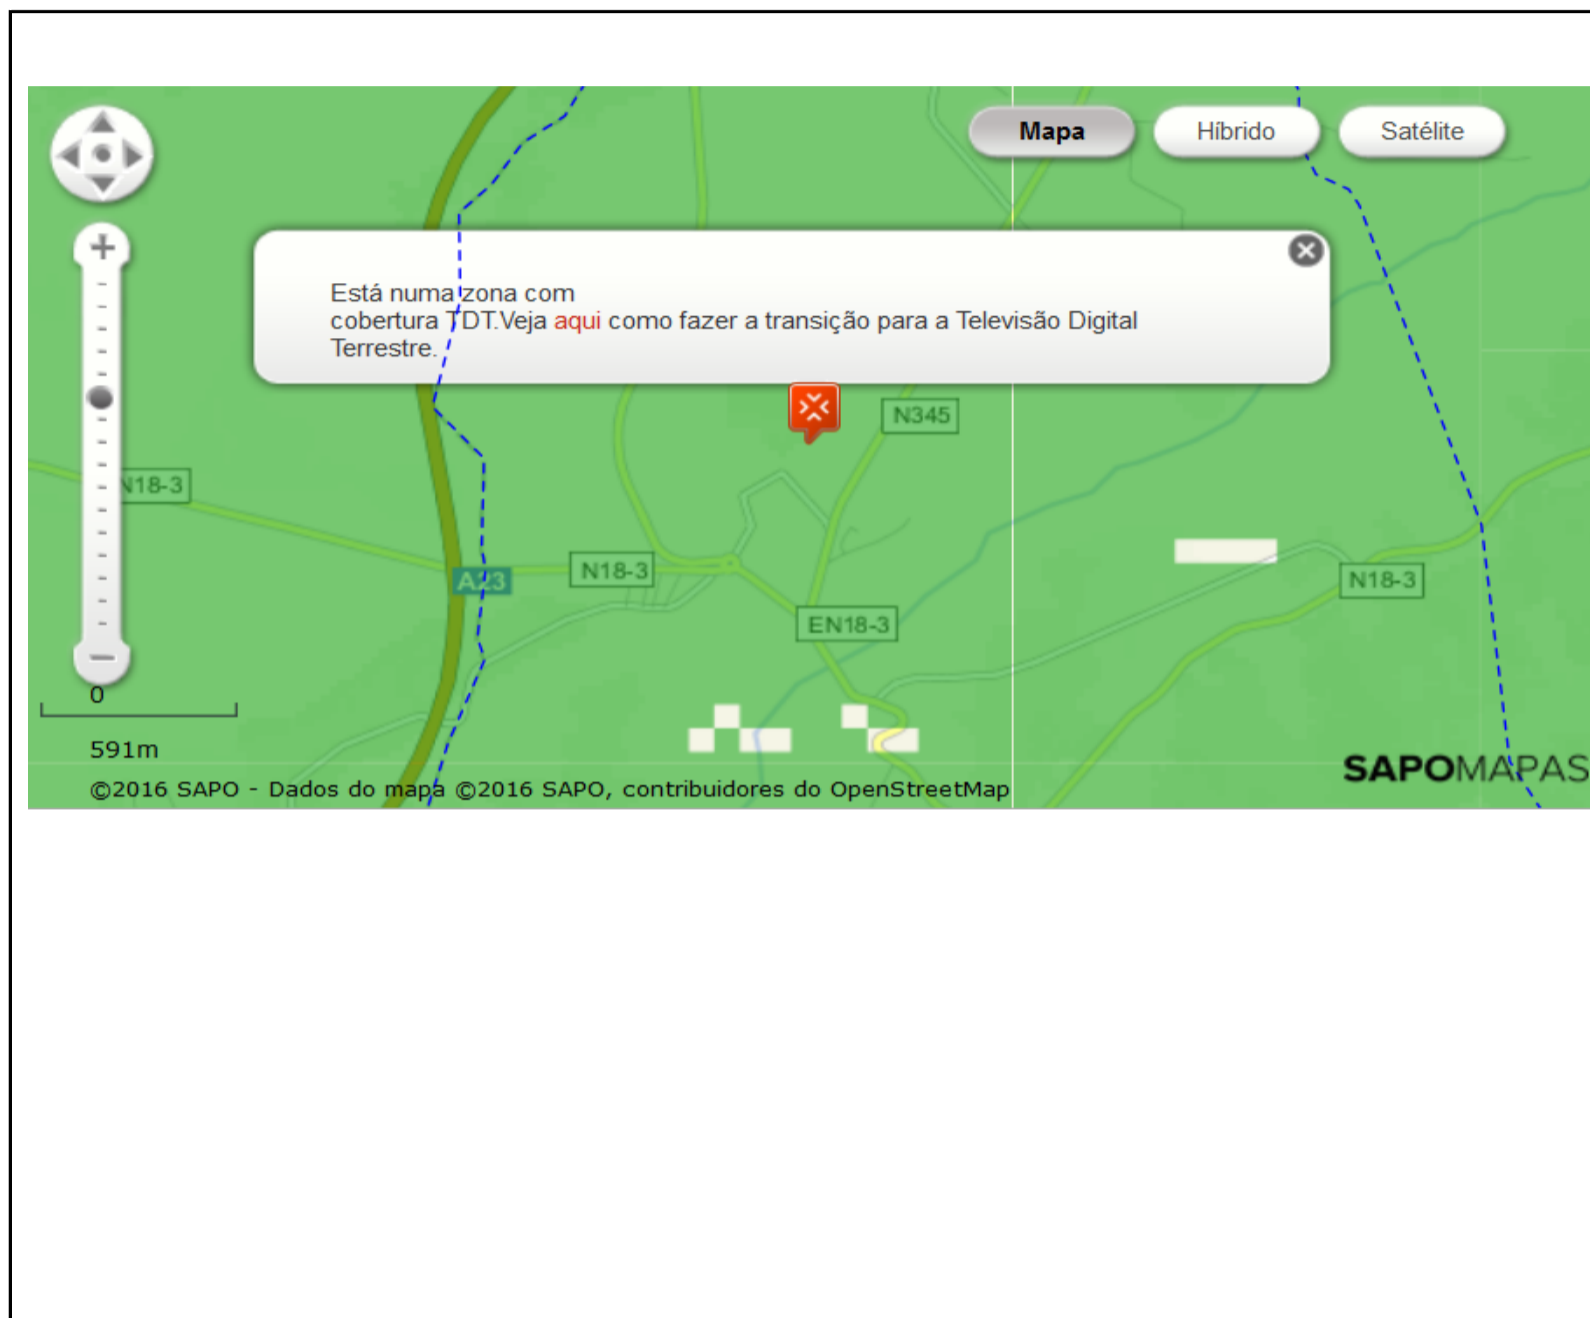 Mapa
Híbrido
Satélite
Está numa zona com
cobertura TDT.Veja aqui como fazer a transição para a Televisão Digital
Terrestre.
N345
N18-3
A23
N18-3
N18-3
EN18-3
0
591m
SAPOMAPAS
©2016 SAPO - Dados do mapa ©2016 SAPO, contribuidores do OpenStreetMap